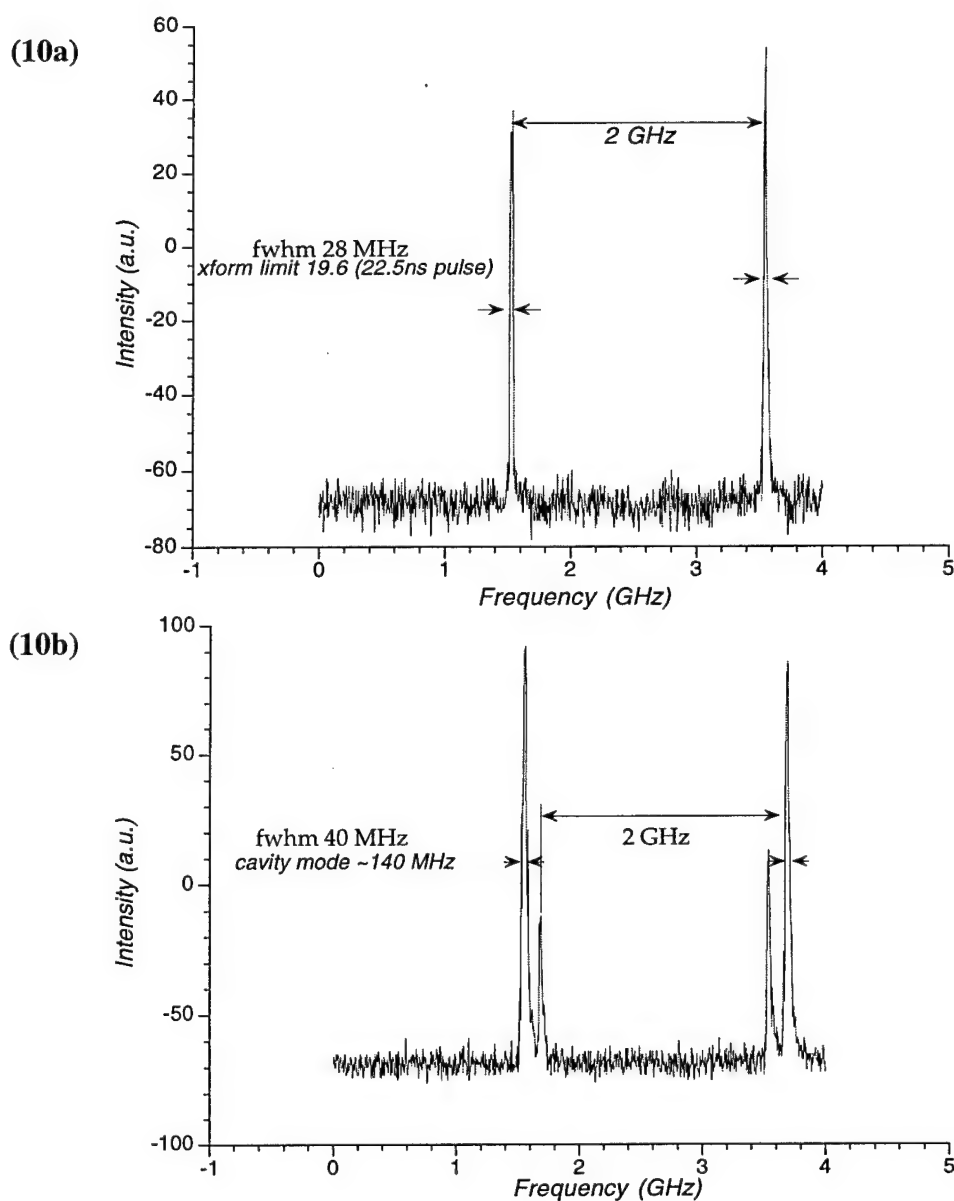 (10a)
60
40
20
0
-20
-40
-60
-80
Intensity (a.u.)
2 GHz
fwhm 28 MHz
xform limit 19.6 (22.5ns pulse)
-1 0 1 2 3 4 5
Frequency (GHz)
(10b)
100
50
0
-50
-100
Intensity (a.u.)
fwhm 40 MHz
cavity mode ~140 MHz
2 GHz
-1 0 1 2 3 4 5
Frequency (GHz)